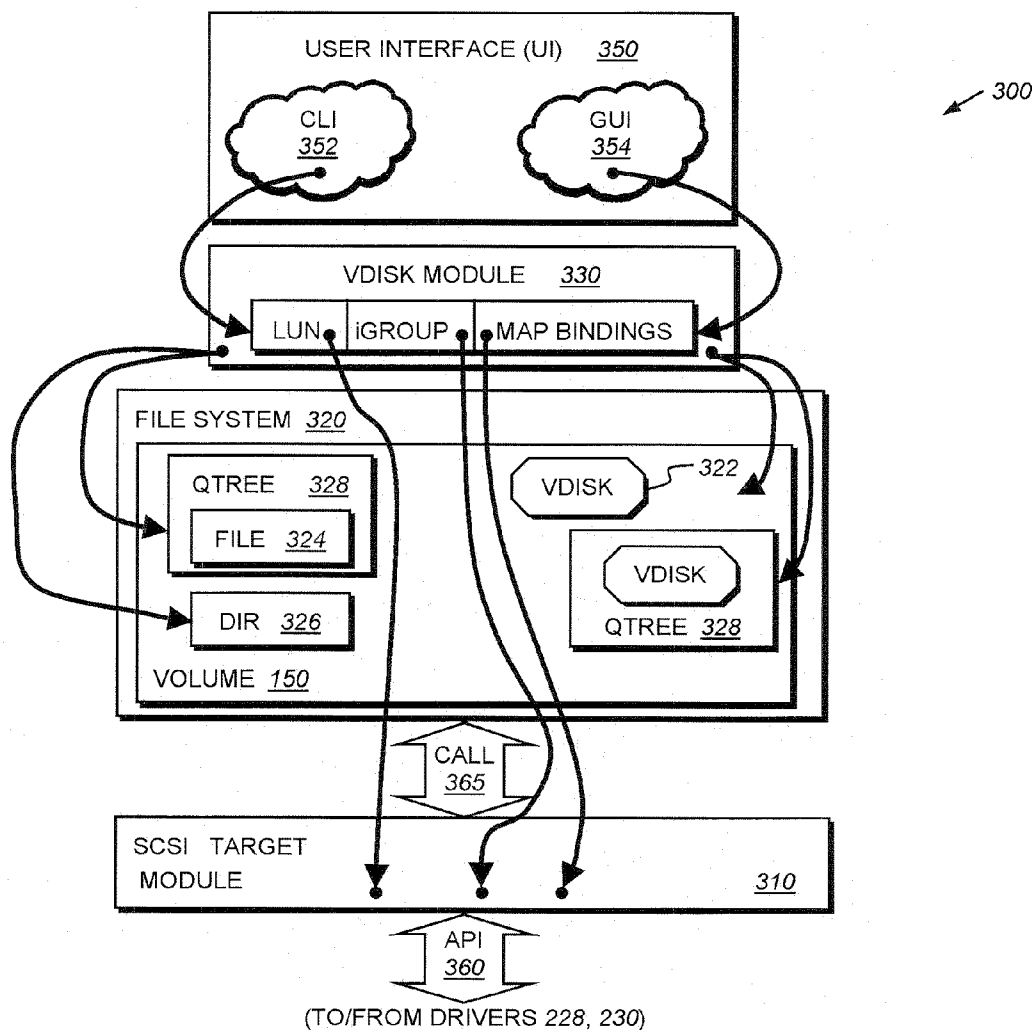 USER INTERFACE (UI) 350
300
CLI
352
GUI
354
VDISK MODULE 330
LUN iGROUP MAP BINDINGS
FILE SYSTEM 320
QTREE 328
FILE 324
VDISK
322
VDISK
QTREE 328
DIR 326
VOLUME 150
CALL
365
SCSI TARGET
MODULE
310
API
360
(TO/FROM DRIVERS 228, 230)